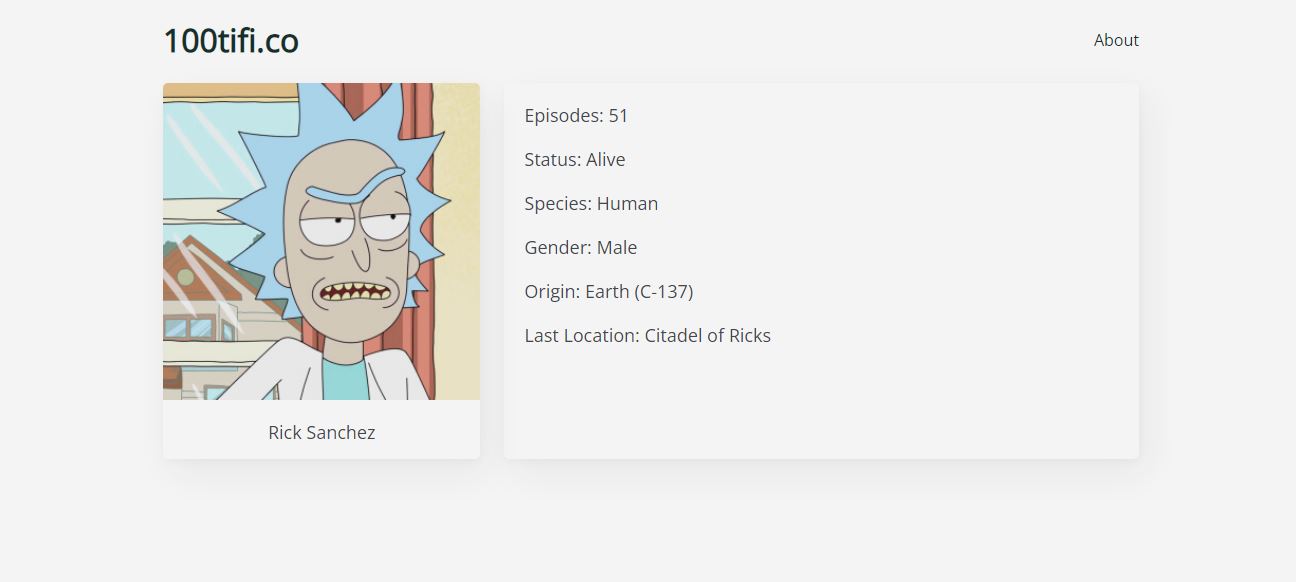 100tifi.co
About
Episodes: 51
Status: Alive
Species: Human
Gender: Male
Origin: Earth (C-137)
Last Location: Citadel of Ricks
Rick Sanchez